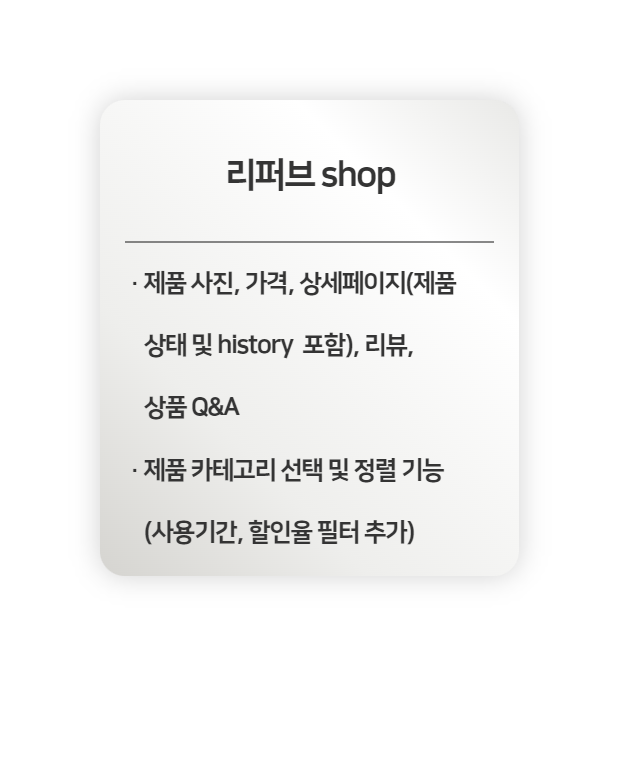 리퍼브 shop
· 제품 사진, 가격, 상세페이지(제품
상태 및 history 포함), 리뷰,
상품 Q&A
· 제품 카테고리 선택 및 정렬 기능
(사용기간, 할인율 필터 추가)